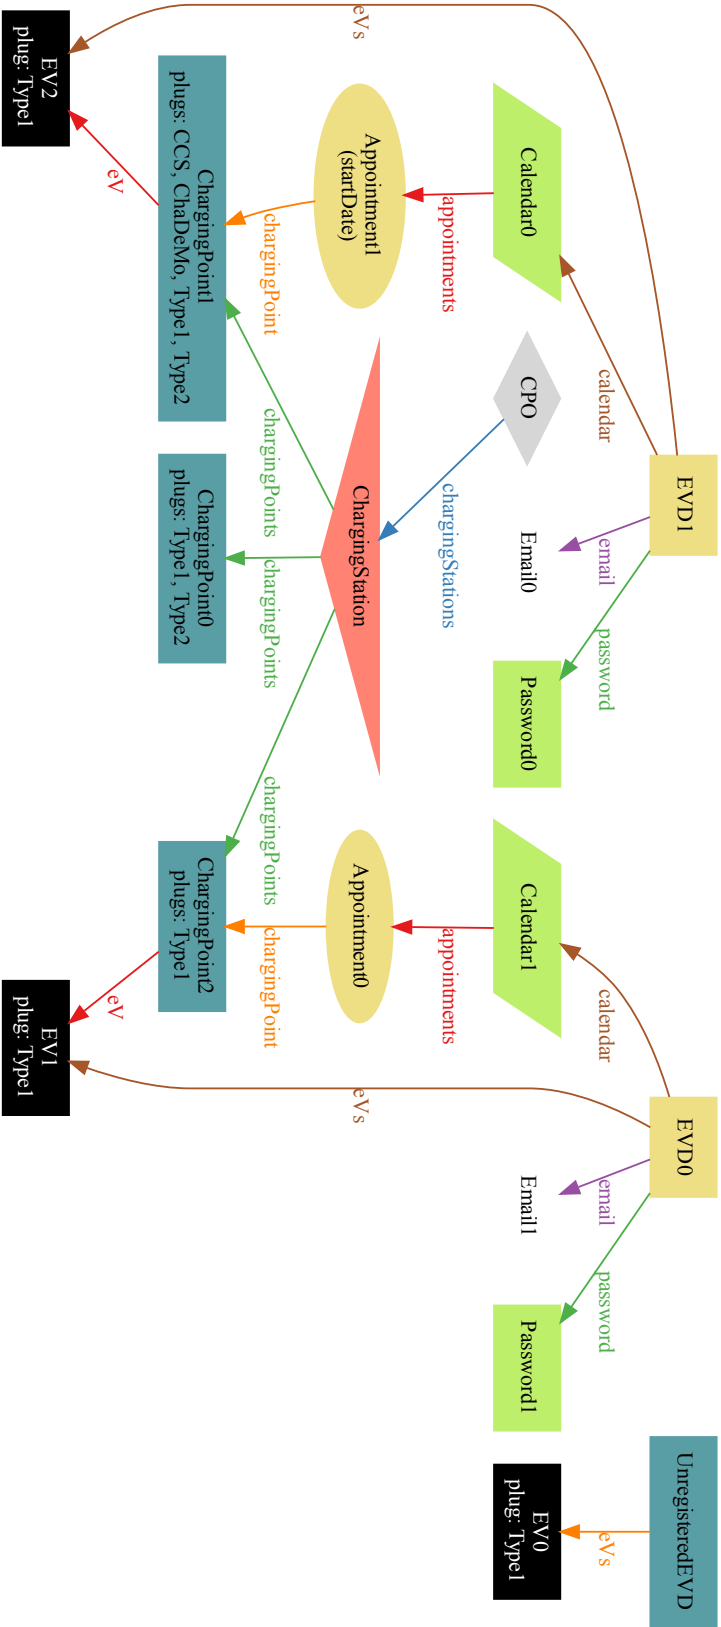 EVD1
EVD0
UnregisteredEVD
calendar
email
password
calendar
email
password
eVs
Calendar0
CPO
Email0
Password0
Calendar1
Email1
Password1
EV0
plug: Type1
appointments
chargingStations
appointments
eVs
Appointment1
(startDate)
ChargingStation
Appointment0
eVs
chargingPoint
chargingPoints
chargingPoints
chargingPoints
chargingPoint
ChargingPoint1
plugs: CCS, ChaDeMo, Type1, Type2
ChargingPoint0
plugs: Type1, Type2
ChargingPoint2
plugs: Type1
eV
eV
EV2
plug: Type1
EV1
plug: Type1